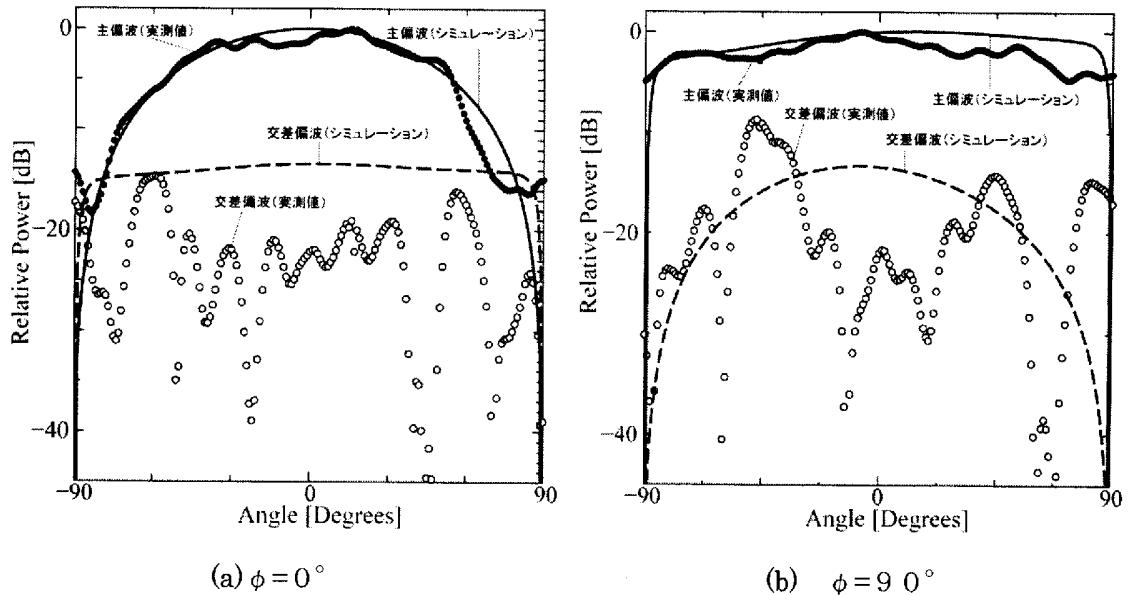 0
−20
−40
Relative Power [dB]
主偏波(実測値)
主偏波(シミュレーション)
交差偏波(シミュレーション)
交差偏波(実測値)
−90
0
90
Angle [Degrees]
(a) φ=0°
0
−20
−40
Relative Power [dB]
主偏波(実測値)
交差偏波(実測値)
主偏波(シミュレーション)
交差偏波(シミュレーション)
−90
0
90
Angle [Degrees]
(b) φ=90°